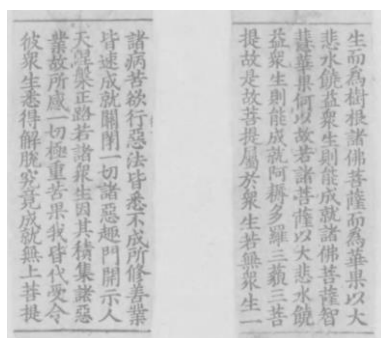 生而為樹根諸佛菩薩而為華果以大
悲水饒益衆生則能成就諸佛菩薩智
慧華果何以故若諸菩薩以大悲水饒
益衆生則能成就阿耨多羅三藐三菩
提故是故菩提屬於衆生若無衆生一
諸病苦欲行惡法皆悉不成所修善業
皆速成就關閉一切諸惡趣門開示人
天涅槃正路若諸衆生因其積集諸惡
業故所感一切極重苦果我皆代受令
彼衆生悉得解脫究竟成就無上菩提